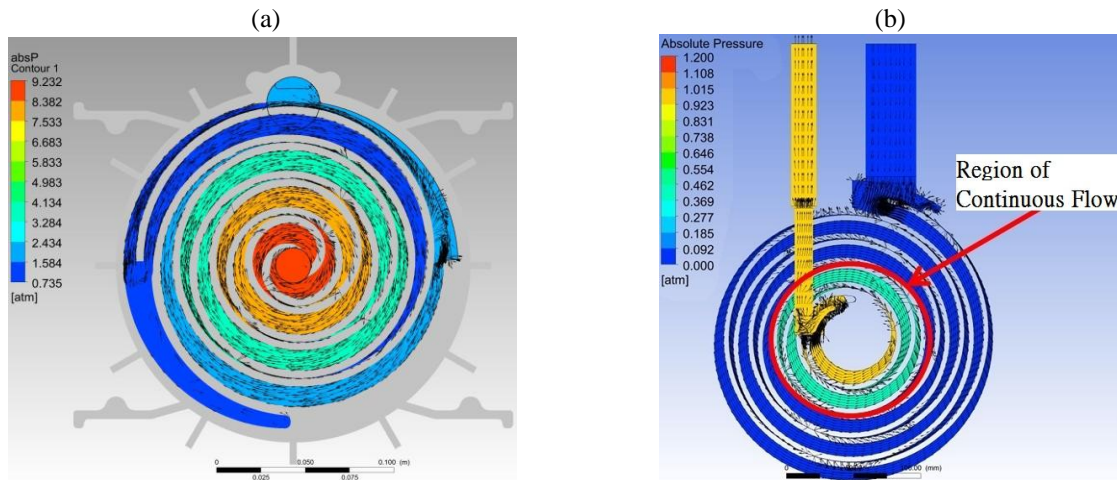 (a)
absP
Contour 1
9.232
8.382
7.533
6.683
5.833
4.983
4.134
3.284
2.434
1.584
0.735
[atm]
0
0.050
0.100 (m)
0.025
0.075
(b)
Absolute Pressure
1.200
1.108
1.015
0.923
0.831
0.738
0.646
0.554
0.462
0.369
0.277
0.185
0.092
0.000
[atm]
Region of
Continuous Flow
0
(mm)